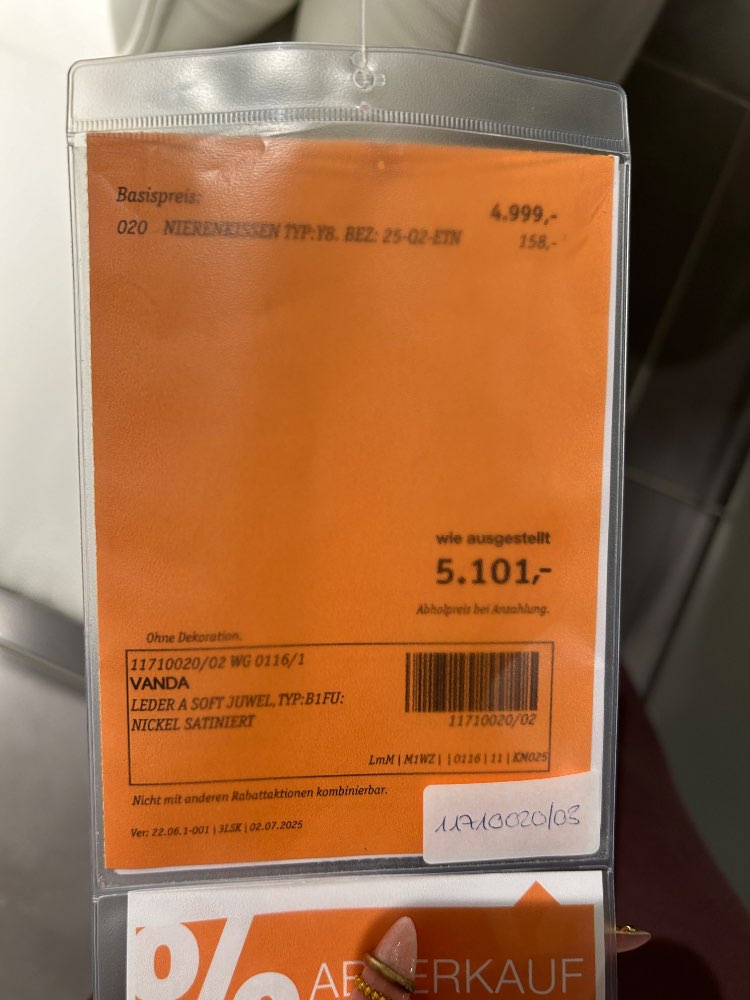 Basispreis: 4.999,-
020 NIERENKISSEN TYP:Y8. BEZ: 25-Q2-ETN 158,-
wie ausgestellt
5.101,-
Abholpreis bei Anzahlung.
Ohne Dekoration.
11710020/02 WG 0116/1
VANDA
LEDER A SOFT JUWEL,TYP:B1FU:
NICKEL SATINIERT
11710020/02
LmM | M1WZ | | 0116 | 11 | KM025
Nicht mit anderen Rabattaktionen kombinierbar.
Ver: 22.06.1-001 | 3LSK | 02.07.2025
11710020/03
%